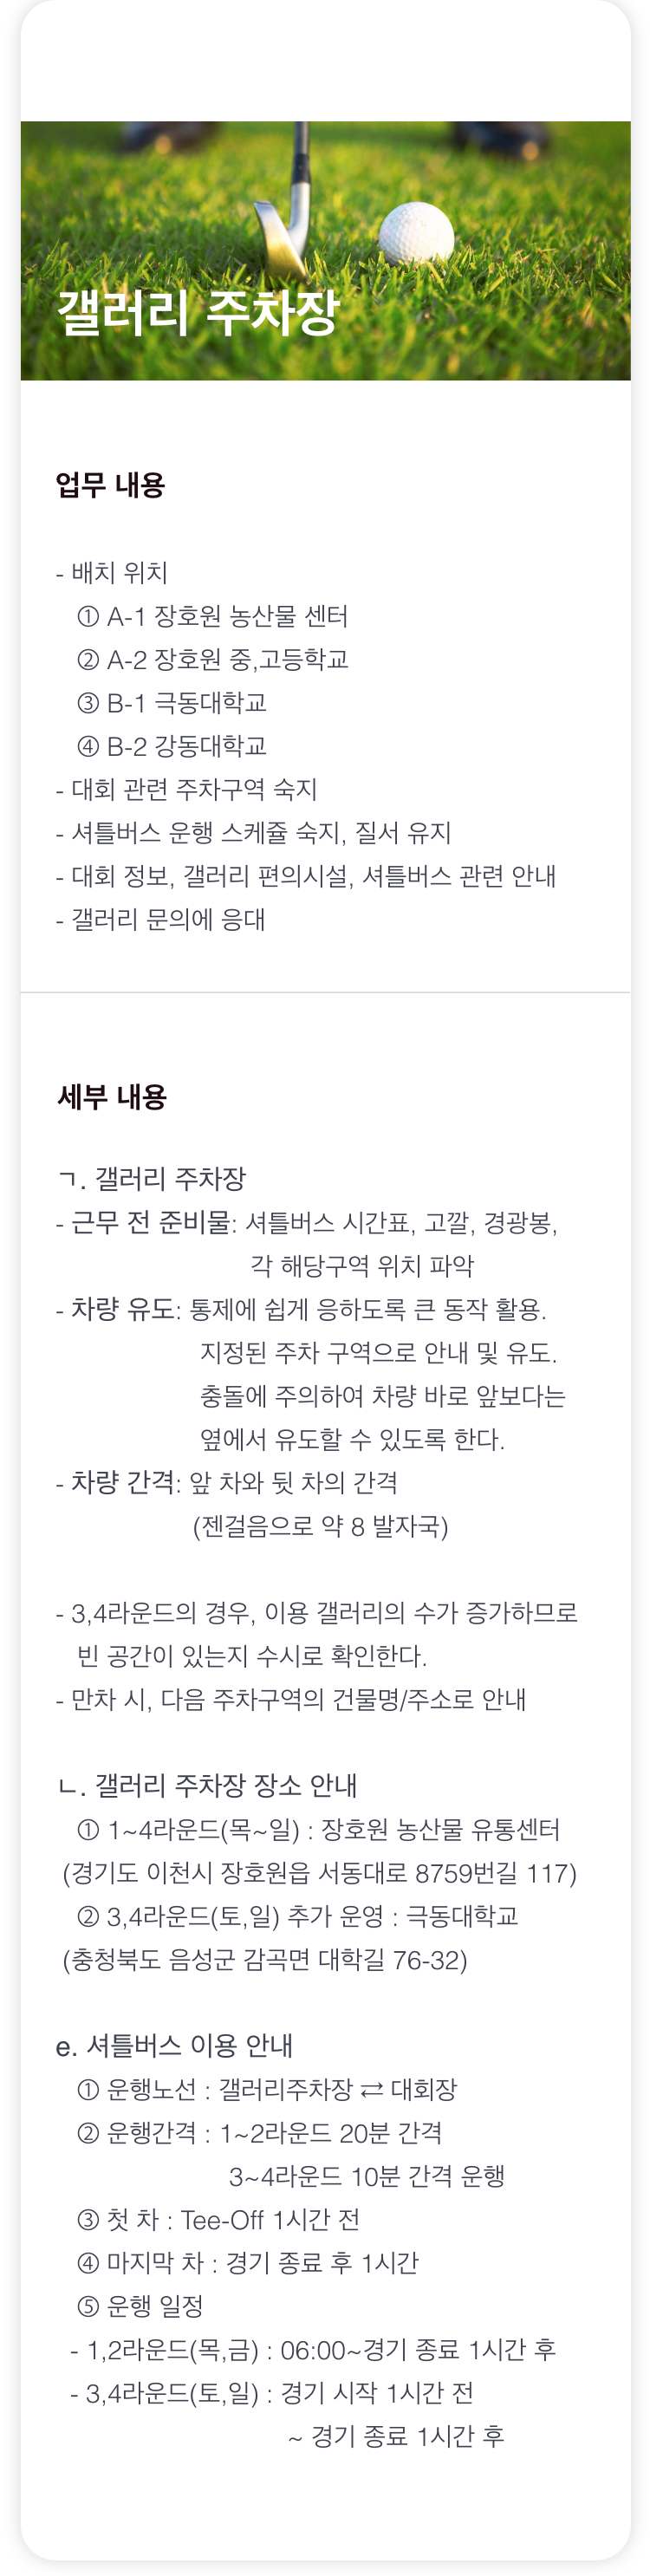 갤러리 주차장
업무 내용
- 배치 위치
① A-1 장호원 농산물 센터
② A-2 장호원 중,고등학교
③ B-1 극동대학교
④ B-2 강동대학교
- 대회 관련 주차구역 숙지
- 셔틀버스 운행 스케쥴 숙지, 질서 유지
- 대회 정보, 갤러리 편의시설, 셔틀버스 관련 안내
- 갤러리 문의에 응대
세부 내용
ㄱ. 갤러리 주차장
- 근무 전 준비물: 셔틀버스 시간표, 고깔, 경광봉,
각 해당구역 위치 파악
- 차량 유도: 통제에 쉽게 응하도록 큰 동작 활용.
지정된 주차 구역으로 안내 및 유도.
충돌에 주의하여 차량 바로 앞보다는
옆에서 유도할 수 있도록 한다.
- 차량 간격: 앞 차와 뒷 차의 간격
(젠걸음으로 약 8 발자국)
- 3,4라운드의 경우, 이용 갤러리의 수가 증가하므로
빈 공간이 있는지 수시로 확인한다.
- 만차 시, 다음 주차구역의 건물명/주소로 안내
ㄴ. 갤러리 주차장 장소 안내
① 1~4라운드(목~일) : 장호원 농산물 유통센터
(경기도 이천시 장호원읍 서동대로 8759번길 117)
② 3,4라운드(토,일) 추가 운영 : 극동대학교
(충청북도 음성군 감곡면 대학길 76-32)
e. 셔틀버스 이용 안내
① 운행노선 : 갤러리주차장 ⇄ 대회장
② 운행간격 : 1~2라운드 20분 간격
3~4라운드 10분 간격 운행
③ 첫 차 : Tee-Off 1시간 전
④ 마지막 차 : 경기 종료 후 1시간
⑤ 운행 일정
- 1,2라운드(목,금) : 06:00~경기 종료 1시간 후
- 3,4라운드(토,일) : 경기 시작 1시간 전
~ 경기 종료 1시간 후